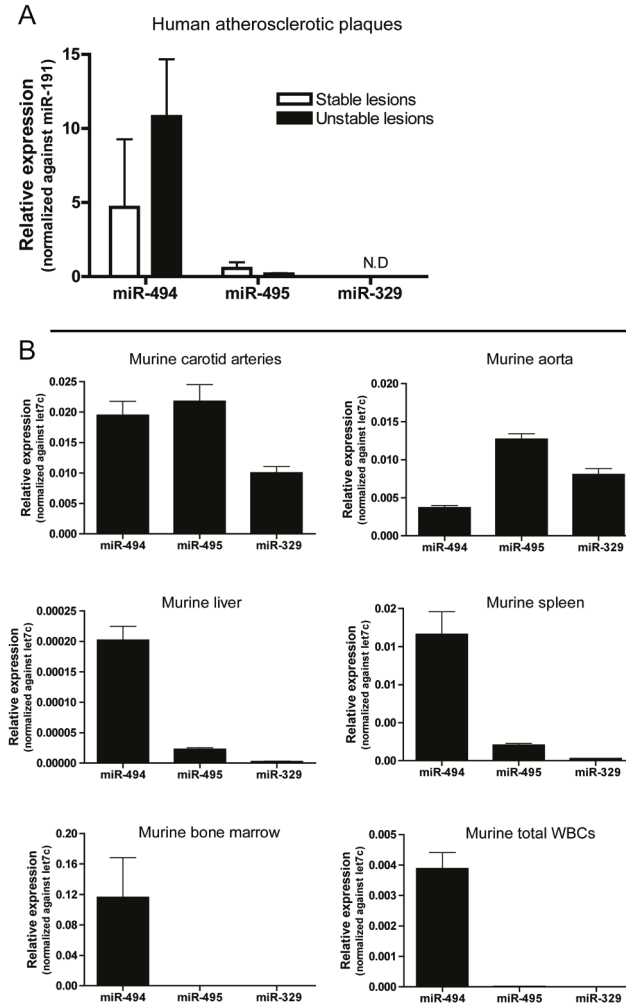 A
Human atherosclerotic plaques
Relative expression
(normalized against miR-191)
15
10
5
0
Stable lesions
Unstable lesions
N.D
miR-494 miR-495 miR-329
B
Murine carotid arteries
Relative expression
(normalized against let7c)
0.025
0.020
0.015
0.010
0.005
0.000
miR-494 miR-495 miR-329
Murine aorta
Relative expression
(normalized against let7c)
0.020
0.015
0.010
0.005
0.000
miR-494 miR-495 miR-329
Murine liver
Relative expression
(normalized against let7c)
0.00025
0.00020
0.00015
0.00010
0.00005
0.00000
miR-494 miR-495 miR-329
Murine spleen
Relative expression
(normalized against let7c)
0.02
0.01
0.01
0.00
0.00
miR-494 miR-495 miR-329
Murine bone marrow
Relative expression
(normalized against let7c)
0.20
0.16
0.12
0.08
0.04
0.00
miR-494 miR-495 miR-329
Murine total WBCs
Relative expression
(normalized against let7c)
0.005
0.004
0.003
0.002
0.001
0.000
miR-494 miR-495 miR-329